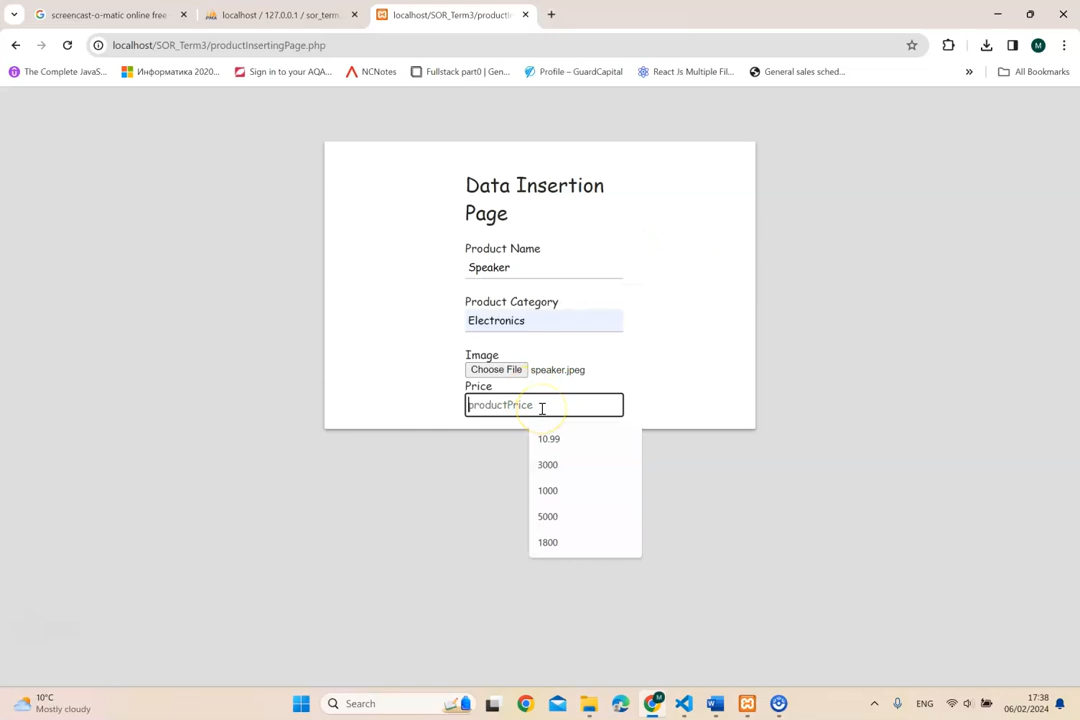 screencast-o-matic online free
localhost / 127.0.0.1 / sor_term
localhost/SOR_Term3/productIn
localhost/SOR_Term3/productInsertingPage.php
M
The Complete JavaS...
Информатика 2020...
Sign in to your AQA...
NCNotes
Fullstack part0 | Gen...
Profile – GuardCapital
React Js Multiple Fil...
General sales sched...
»
All Bookmarks
Data Insertion
Page
Product Name
Speaker
Product Category
Electronics
Image
Choose File speaker.jpeg
Price
productPrice
10.99
3000
1000
5000
1800
10°C
Mostly cloudy
Search
M
ENG
17:38
06/02/2024